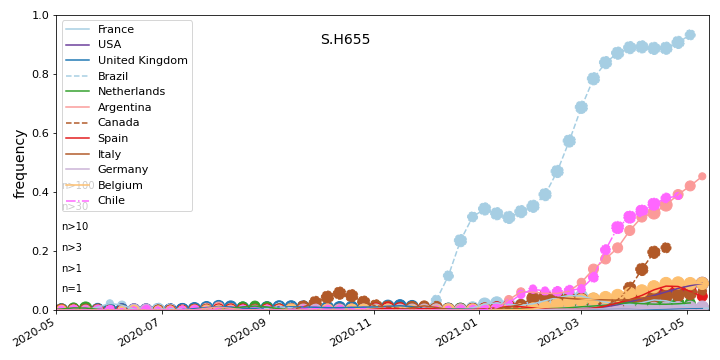 1.0
S.H655
France
USA
United Kingdom
Brazil
Netherlands
Argentina
Canada
Spain
Italy
Germany
Belgium
Chile
0.8
0.6
0.4
0.2
0.0
frequency
n>100
n>30
n>10
n>3
n>1
n=1
2020-05
2020-07
2020-09
2020-11
2021-01
2021-03
2021-05